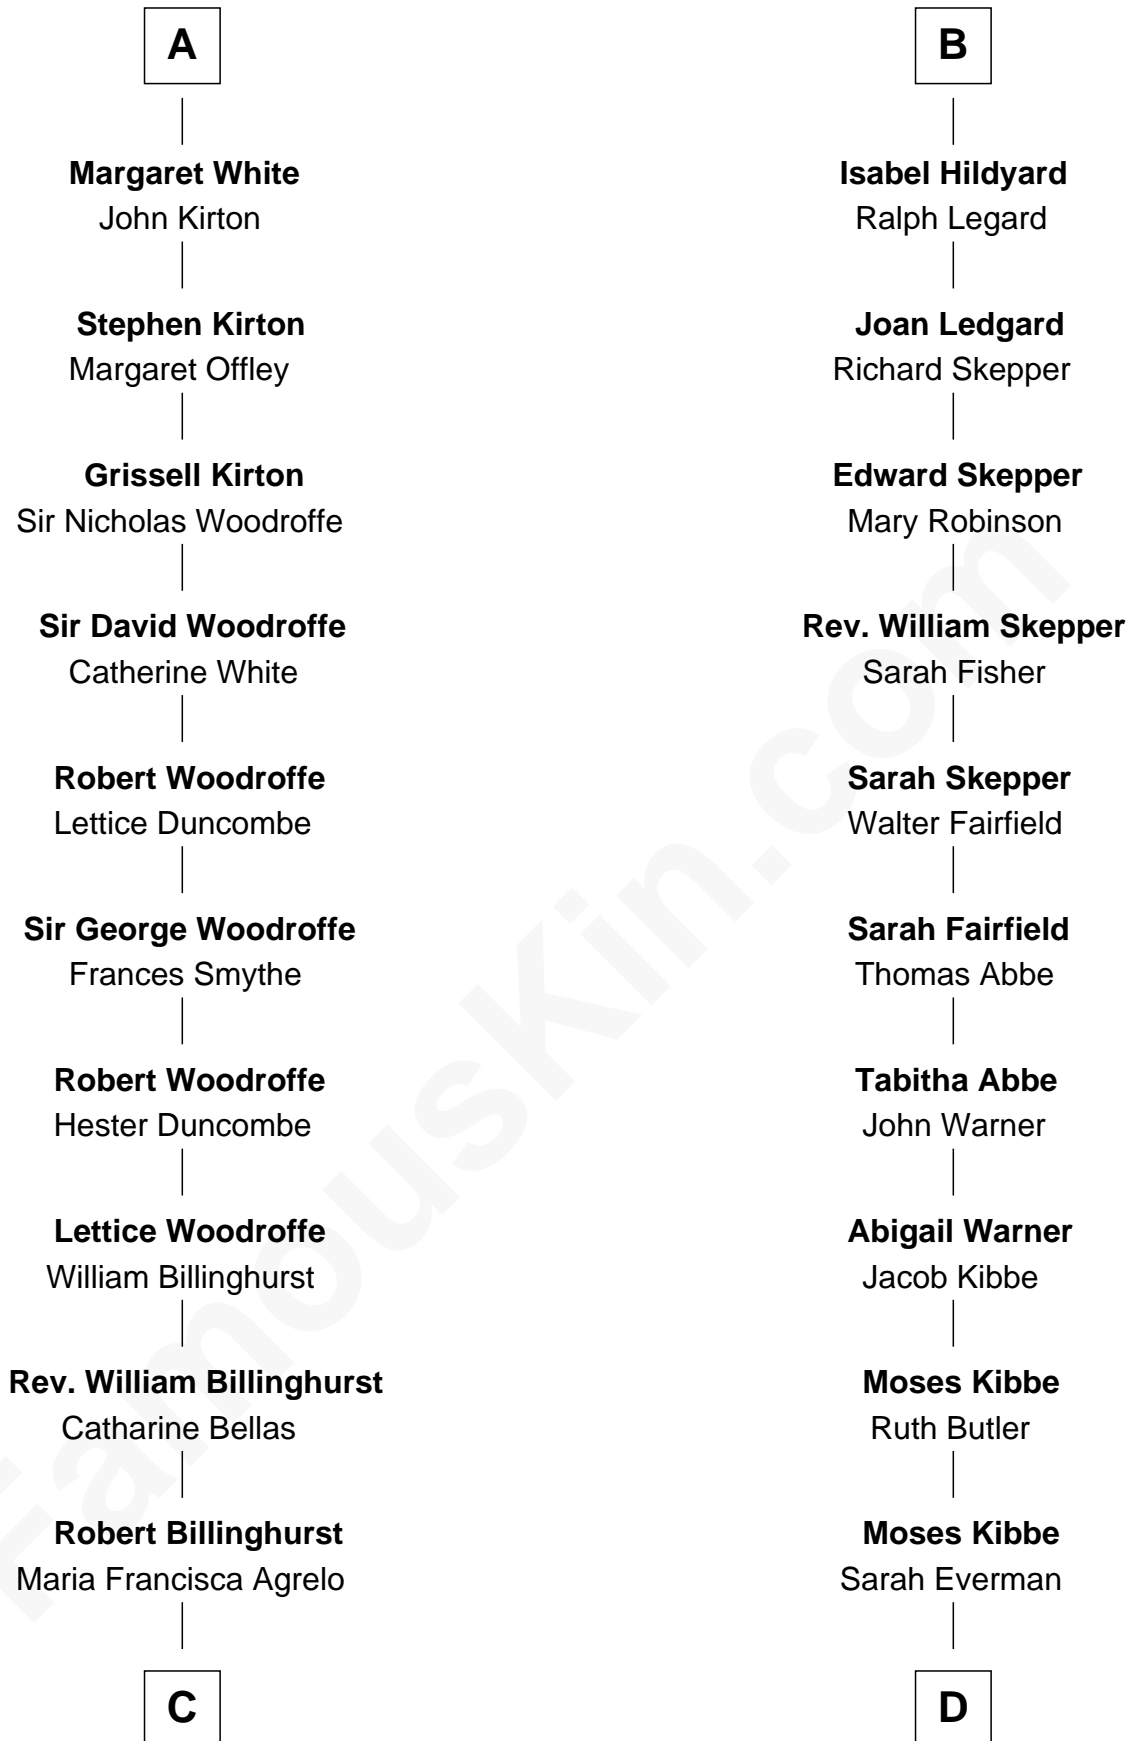 A
Margaret White
John Kirton
Stephen Kirton
Margaret Offley
Grissell Kirton
Sir Nicholas Woodroffe
Sir David Woodroffe
Catherine White
Robert Woodroffe
Lettice Duncombe
Sir George Woodroffe
Frances Smythe
Robert Woodroffe
Hester Duncombe
Lettice Woodroffe
William Billinghurst
Rev. William Billinghurst
Catharine Bellas
Robert Billinghurst
Maria Francisca Agrelo
C
B
Isabel Hildyard
Ralph Legard
Joan Ledgard
Richard Skepper
Edward Skepper
Mary Robinson
Rev. William Skepper
Sarah Fisher
Sarah Skepper
Walter Fairfield
Sarah Fairfield
Thomas Abbe
Tabitha Abbe
John Warner
Abigail Warner
Jacob Kibbe
Moses Kibbe
Ruth Butler
Moses Kibbe
Sarah Everman
D
FamousKin.com